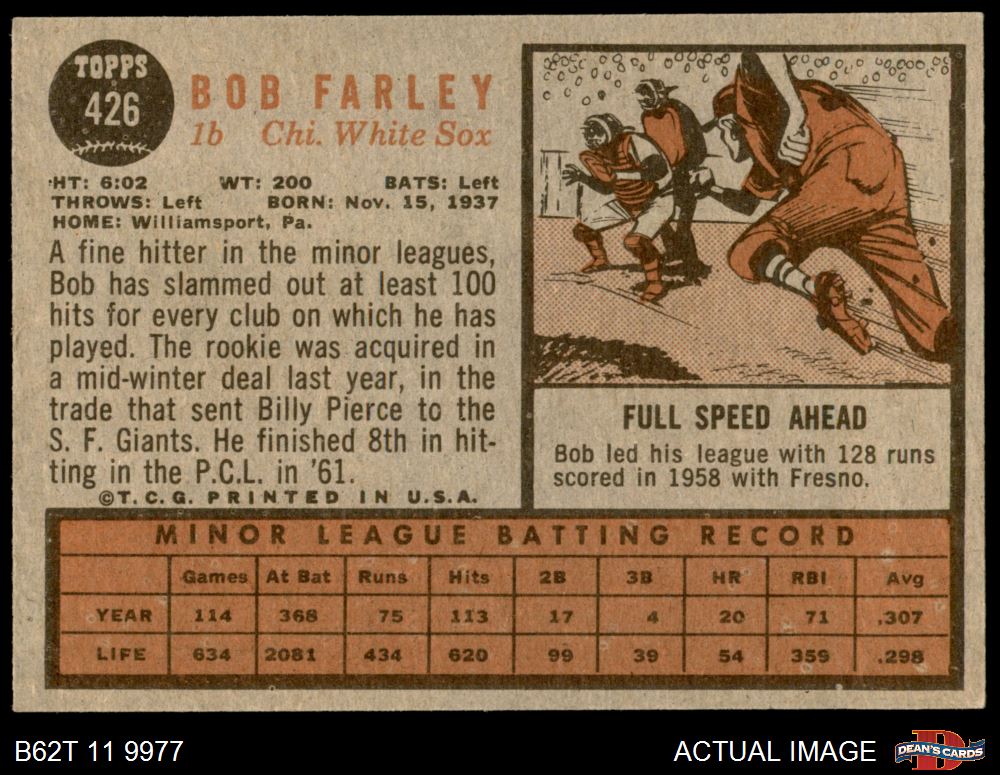 TOPPS
426
BOB FARLEY
1b Chi. White Sox
HT: 6:02 WT: 200 BATS: Left
THROWS: Left BORN: Nov. 15, 1937
HOME: Williamsport, Pa.
A fine hitter in the minor leagues,
Bob has slammed out at least 100
hits for every club on which he has
played. The rookie was acquired in
a mid-winter deal last year, in the
trade that sent Billy Pierce to the
S. F. Giants. He finished 8th in hit-
ting in the P.C.L. in '61.
©T. C. G. PRINTED IN U.S.A.
FULL SPEED AHEAD
Bob led his league with 128 runs
scored in 1958 with Fresno.
MINOR LEAGUE BATTING RECORD
Games At Bat Runs Hits 2B 3B HR RBI Avg
YEAR 114 368 75 113 17 4 20 71 .307
LIFE 634 2081 434 620 99 39 54 359 .298
B62T 11 9977
ACTUAL IMAGE
DEAN'S CARDS